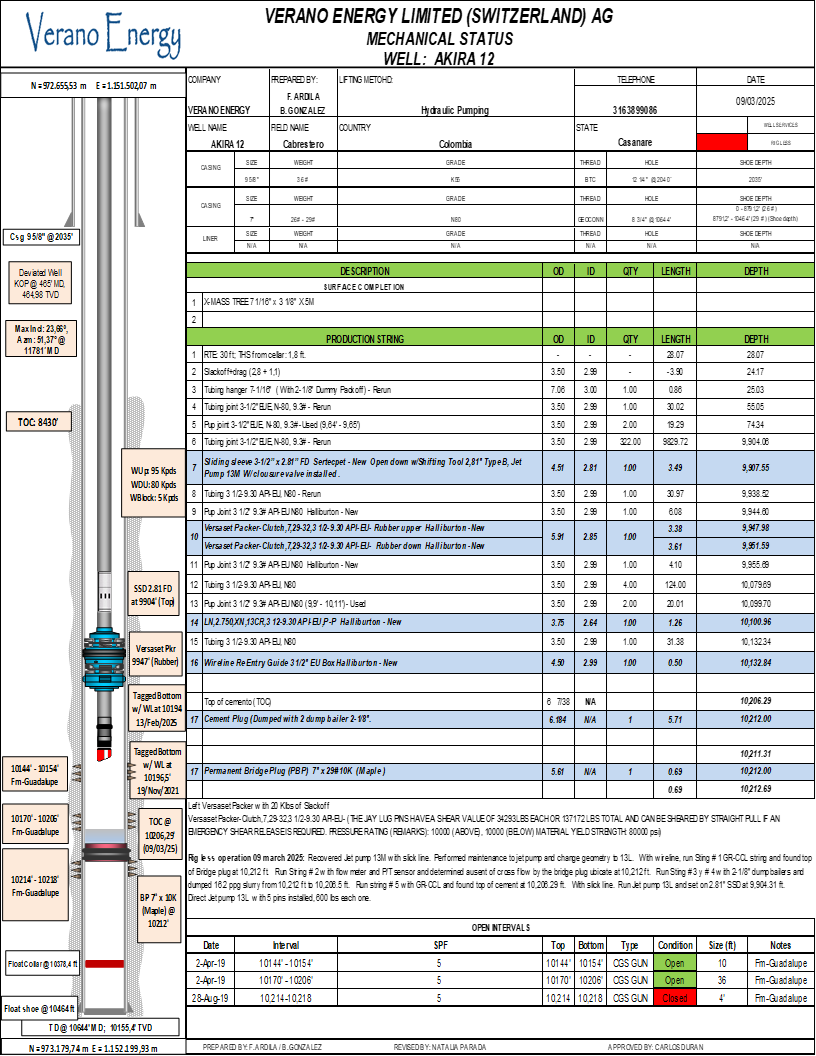 Verano Energy
VERANO ENERGY LIMITED (SWITZERLAND) AG
MECHANICAL STATUS
WELL: AKIRA 12
N = 972.655,53 m E = 1.151.502,07 m
COMPANY PREPARED BY: LIFTING METOHD: TELEPHONE DATE
VERANO ENERGY F. ARDILA B. GONZALEZ Hydraulic Pumping 3163899086 09/03/2025
WELL NAME FIELD NAME COUNTRY STATE WELL SERVICES
AKIRA 12 Cabrestero Colombia Casanare RIG LESS
CASING SIZE WEIGHT GRADE THREAD HOLE SHOE DEPTH
9 5/8" 36 # K55 BTC 12 1/4" @ 2040' 2035'
CASING SIZE WEIGHT GRADE THREAD HOLE SHOE DEPTH
7" 26# - 29# N80 GEOCONN 8 3/4" @ 10644' 0 - 8791,2' (26 #)
8791,2' - 10464' (29 #) (Shoe depth)
LINER SIZE WEIGHT GRADE THREAD HOLE SHOE DEPTH
N/A N/A N/A N/A N/A N/A
DESCRIPTION OD ID QTY LENGTH DEPTH
SURFACE COMPLETION
1 X-MASS TREE 7 1/16" x 3 1/8" X 5M
2
PRODUCTION STRING OD ID QTY LENGTH DEPTH
1 RTE: 30 ft; THS from cellar: 1,8 ft. - - - 28.07 28.07
2 Slackoff+drag (2,8 + 1,1) 3.50 2.99 - -3.90 24.17
3 Tubing hanger 7-1/16" ( With 2-1/8" Dummy Packoff) - Rerun 7.06 3.00 1.00 0.86 25.03
4 Tubing joint 3-1/2" EUE, N-80, 9.3# - Rerun 3.50 2.99 1.00 30.02 55.05
5 Pup joint 3-1/2" EUE, N-80, 9.3#-Used (9,64' - 9,65') 3.50 2.99 2.00 19.29 74.34
6 Tubing joint 3-1/2" EUE, N-80, 9.3# - Rerun 3.50 2.99 322.00 9829.72 9,904.06
7 Sliding sleeve 3-1/2" x 2.81" FD Sertecpet - New Open down w/Shifting Tool 2,81" Type B, Jet Pump 13M W/clousure valve installed. 4.51 2.81 1.00 3.49 9,907.55
8 Tubing 3 1/2-9.30 API-EU, N80 - Rerun 3.50 2.99 1.00 30.97 9,938.52
9 Pup Joint 3 1/2" 9.3# API-EU N80 Halliburton - New 3.50 2.99 1.00 6.08 9,944.60
10 Versaset Packer-Clutch,7,29-32,3 1/2-9.30 API-EU- Rubber upper Halliburton -New 5.91 2.85 1.00 3.38 9,947.98
Versaset Packer-Clutch,7,29-32,3 1/2-9.30 API-EU- Rubber down Halliburton -New 3.61 9,951.59
11 Pup Joint 3 1/2" 9.3# API-EU N80 Halliburton - New 3.50 2.99 1.00 4.10 9,955.69
12 Tubing 3 1/2-9.30 API-EU, N80 3.50 2.99 4.00 124.00 10,079.69
13 Pup Joint 3 1/2" 9.3# API-EU N80 (9,9' - 10,11')- Used 3.50 2.99 2.00 20.01 10,099.70
14 LN,2.750,XN,13CR,3 12-9.30 API-EU,P-P Halliburton - New 3.75 2.64 1.00 1.26 10,100.96
15 Tubing 3 1/2-9.30 API-EU, N80 3.50 2.99 1.00 31.38 10,132.34
16 Wireline ReEntry Guide 3 1/2" EU Box Halliburton - New 4.50 2.99 1.00 0.50 10,132.84
Top of cemento (TOC) 6 7/38 N/A 10,206.29
17 Cement Plug (Dumped with 2 dump bailer 2-1/8". 6.184 N/A 1 5.71 10,212.00
10,211.31
17 Permanent Bridge Plug (PBP) 7" x 29# 10K (Maple) 5.61 N/A 1 0.69 10,212.00
0.69 10,212.69
Left Versaset Packer with 20 Klbs of Slackoff
Versaset Packer-Clutch,7,29-32,3 1/2-9.30 API-EU- ( THE JAY LUG PINS HAVE A SHEAR VALUE OF 34293 LBS EACH OR 137172 LBS TOTAL AND CAN BE SHEARED BY STRAIGHT PULL IF AN
EMERGENCY SHEAR RELEASE IS REQUIRED. PRESSURE RATING (REMARKS): 10000 (ABOVE) , 10000 (BELOW) MATERIAL YIELD STRENGTH: 80000 psi)
Rig less operation 09 march 2025: Recovered Jet pump 13M with slick line. Performed maintenance to jet pump and change geometry to 13L. With wireline, run Sting # 1 GR-CCL string and found top
of Bridge plug at 10,212 ft. Run String # 2 with flow meter and P/T sensor and determined ausent of cross flow by the bridge plug ubicate at 10,212 ft. Run Sting # 3 y # 4 with 2-1/8" dump bailers and
dumped 16.2 ppg slurry from 10,212 ft to 10,206.5 ft. Run string # 5 with GR-CCL and found top of cement at 10,206.29 ft. With slick line. Run Jet pump 13L and set on 2.81" SSD at 9,904.31 ft.
Direct Jet pump 13L with 5 pins installed, 600 lbs each one.
OPEN INTERVALS
Date Interval SPF Top Bottom Type Condition Size (ft) Notes
2-Apr-19 10144' - 10154' 5 10144' 10154' CGS GUN Open 10 Fm-Guadalupe
2-Apr-19 10170' - 10206' 5 10170' 10206' CGS GUN Open 36 Fm-Guadalupe
28-Aug-19 10,214-10,218 5 10,214 10,218 CGS GUN Closed 4' Fm-Guadalupe
PREPARED BY: F. ARDILA / B. GONZALEZ REVISED BY: NATALIA PARADA APPROVED BY: CARLOS DURAN
Csg 9 5/8" @ 2035'
Deviated Well
KOP @ 465' MD,
464,98 TVD
Max Incl: 23,66º,
Azm: 51,37º @
11781' MD
TOC: 8430'
WUp: 95 Kpds
WDU: 80 Kpds
WBlock: 5 Kpds
SSD 2.81 FD
at 9904' (Top)
Versaset Pkr
9947' (Rubber)
Tagged Bottom
w/ WL at 10194
13/Feb/2025
Tagged Bottom
w/ WL at
10196,5'
19/Nov/2021
10144' - 10154'
Fm-Guadalupe
10170' - 10206'
Fm-Guadalupe
TOC @
10206,29'
(09/03/25)
10214' - 10218'
Fm-Guadalupe
BP 7" x 10K
(Maple) @
10212'
Float Collar @ 10378,4 ft
Float shoe @ 10464 ft
TD @ 10644' MD; 10155,4' TVD
N = 973.179,74 m E = 1.152.199,93 m